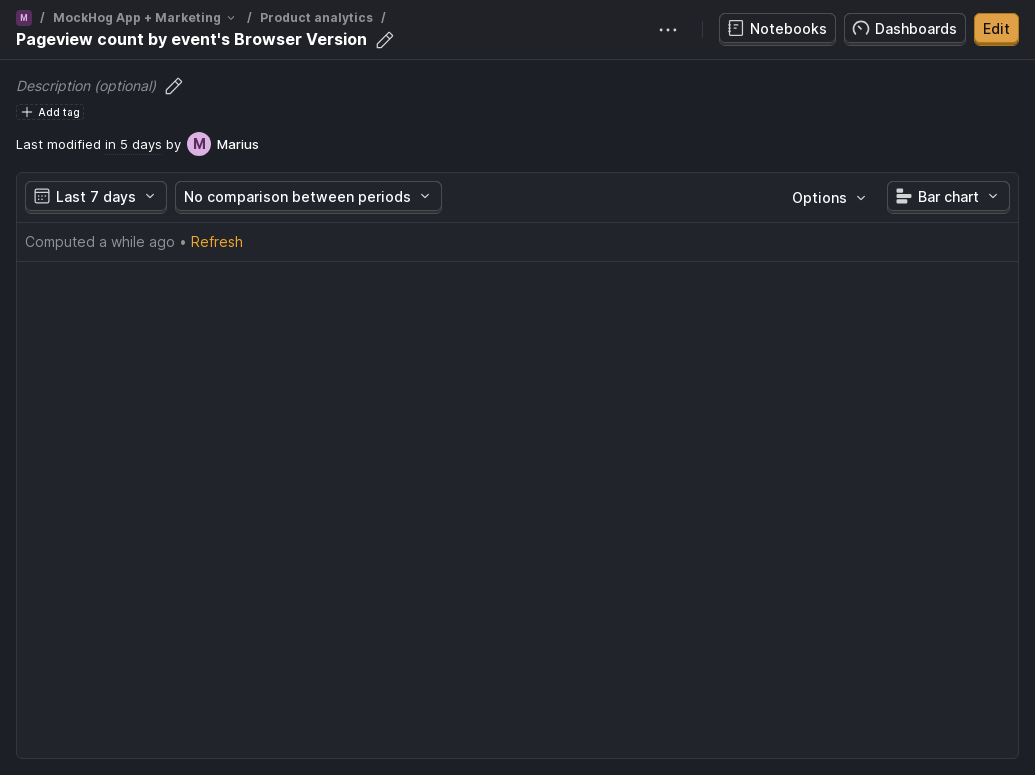 M / MockHog App + Marketing / Product analytics /
Pageview count by event's Browser Version
Notebooks
Dashboards
Edit
Description (optional)
Add tag
Last modified in 5 days by M Marius
Last 7 days
No comparison between periods
Options
Bar chart
Computed a while ago • Refresh